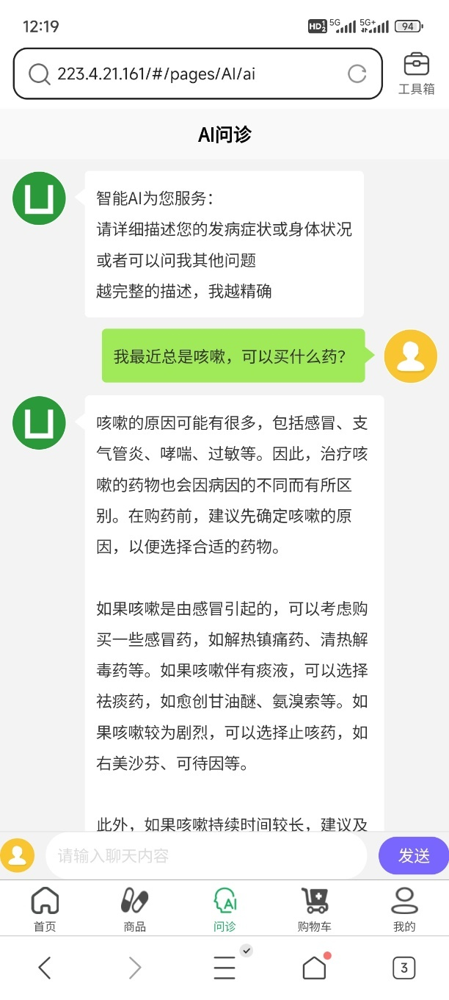 12:19
HD 1 2 5G 5G+ 94
223.4.21.161/#/pages/AI/ai
工具箱
AI问诊
智能AI为您服务：
请详细描述您的发病症状或身体状况
或者可以问我其他问题
越完整的描述，我越精确
我最近总是咳嗽，可以买什么药？
咳嗽的原因可能有很多，包括感冒、支
气管炎、哮喘、过敏等。因此，治疗咳
嗽的药物也会因病因的不同而有所区
别。在购药前，建议先确定咳嗽的原
因，以便选择合适的药物。
如果咳嗽是由感冒引起的，可以考虑购
买一些感冒药，如解热镇痛药、清热解
毒药等。如果咳嗽伴有痰液，可以选择
祛痰药，如愈创甘油醚、氨溴索等。如
果咳嗽较为剧烈，可以选择止咳药，如
右美沙芬、可待因等。
此外，如果咳嗽持续时间较长，建议及
请输入聊天内容
发送
AI
首页 商品 问诊 购物车 我的
3